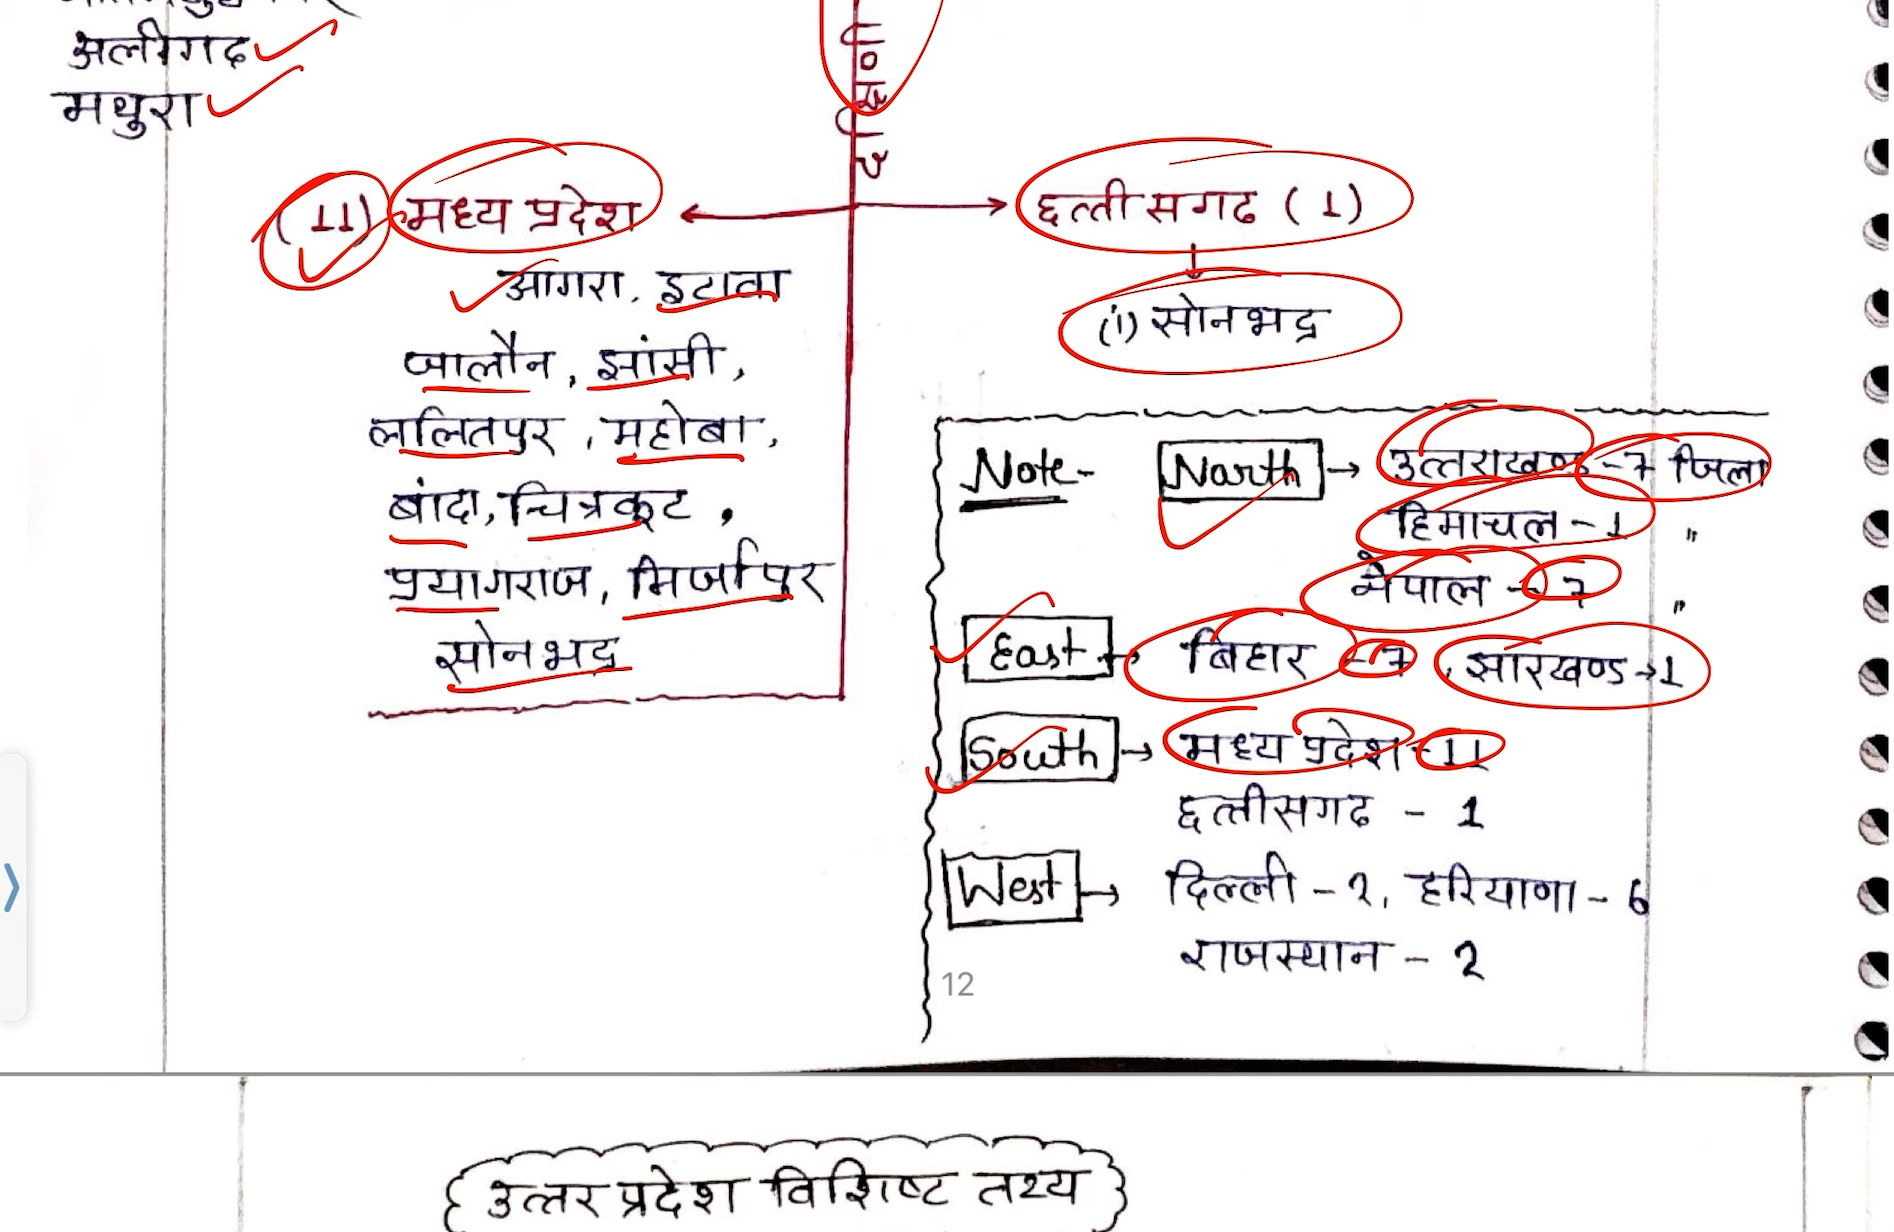 अलीगढ
मथुरा
(11) मध्य प्रदेश
आगरा, इटावा
जालौन, झांसी,
ललितपुर, महोबा,
बांदा, चित्रकूट,
प्रयागराज, मिर्जापुर
सोनभद्र
छत्तीसगढ (1)
(i) सोनभद्र
Note- North → उत्तराखण्ड - 7 जिला
हिमाचल - 1 "
नेपाल - 7 "
East → बिहार - 7, झारखण्ड → 1
South → मध्य प्रदेश - 11
छत्तीसगढ - 1
West → दिल्ली - 2, हरियाणा - 6
राजस्थान - 2
12
उत्तर प्रदेश विशिष्ट तथ्य